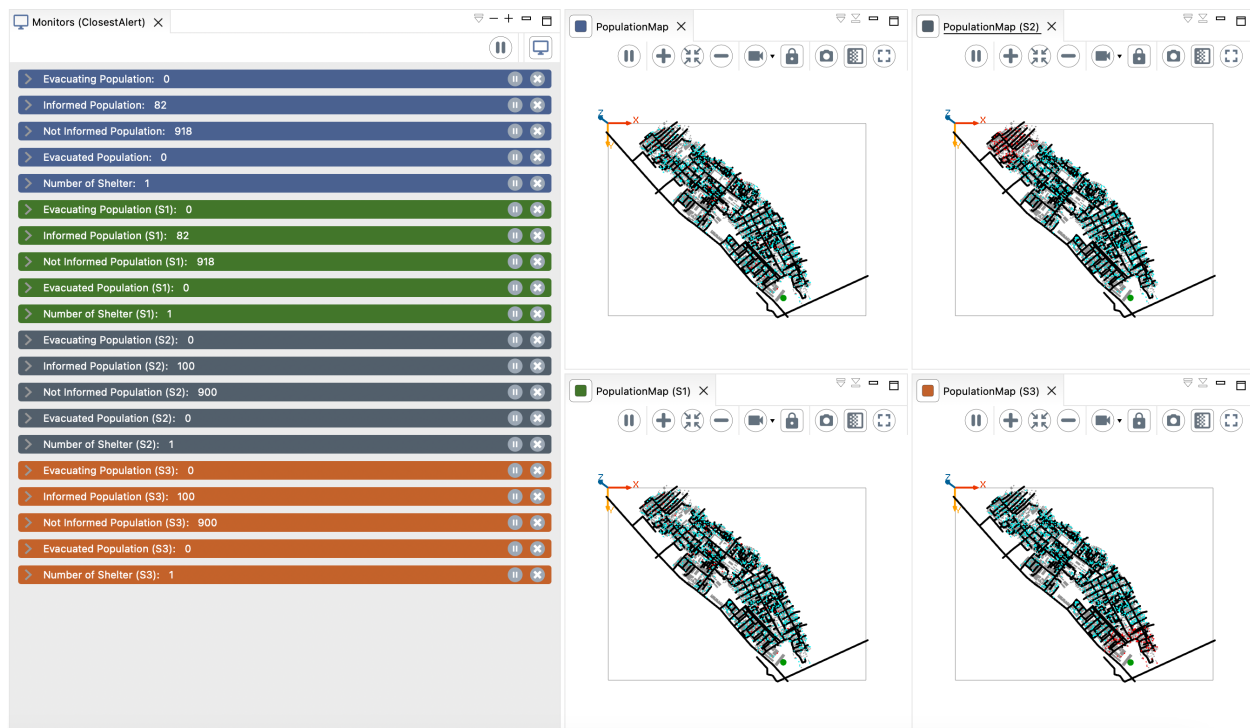 Monitors (ClosestAlert)
Evacuating Population: 0
Informed Population: 82
Not Informed Population: 918
Evacuated Population: 0
Number of Shelter: 1
Evacuating Population (S1): 0
Informed Population (S1): 82
Not Informed Population (S1): 918
Evacuated Population (S1): 0
Number of Shelter (S1): 1
Evacuating Population (S2): 0
Informed Population (S2): 100
Not Informed Population (S2): 900
Evacuated Population (S2): 0
Number of Shelter (S2): 1
Evacuating Population (S3): 0
Informed Population (S3): 100
Not Informed Population (S3): 900
Evacuated Population (S3): 0
Number of Shelter (S3): 1
PopulationMap
Z
X
PopulationMap (S2)
Z
X
PopulationMap (S1)
Z
X
PopulationMap (S3)
Z
X